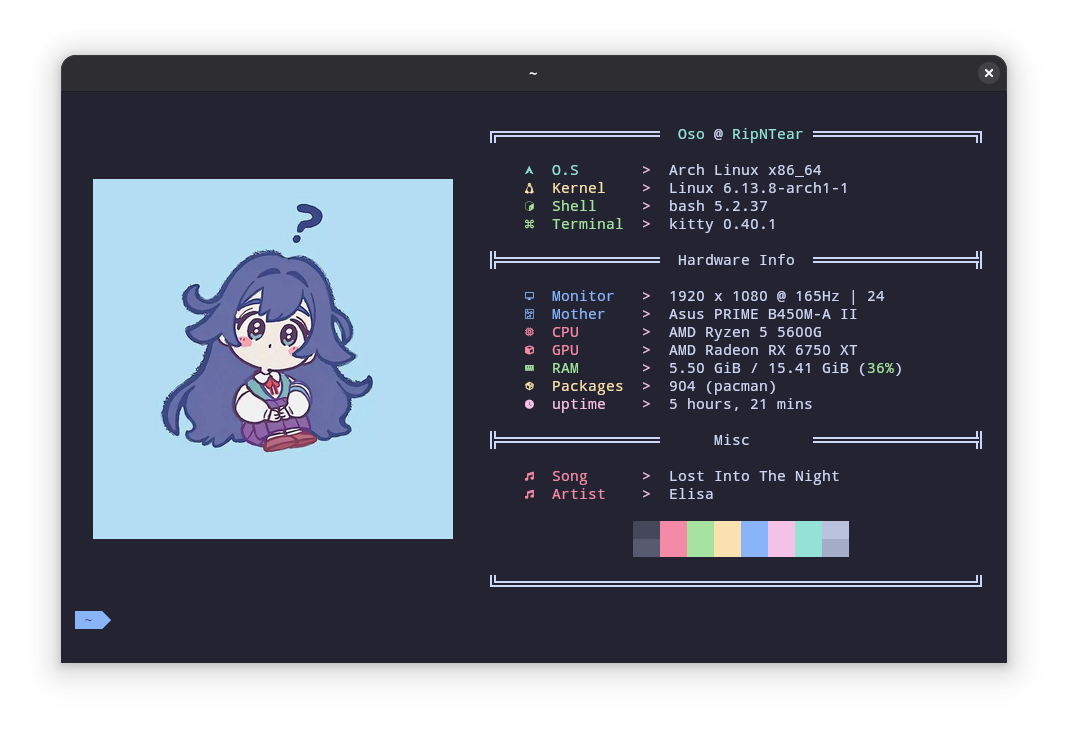 ~
?
Oso @ RipNTear
O.S > Arch Linux x86_64
Kernel > Linux 6.13.8-arch1-1
Shell > bash 5.2.37
Terminal > kitty 0.40.1
Hardware Info
Monitor > 1920 x 1080 @ 165Hz | 24
Mother > Asus PRIME B450M-A II
CPU > AMD Ryzen 5 5600G
GPU > AMD Radeon RX 6750 XT
RAM > 5.50 GiB / 15.41 GiB (36%)
Packages > 904 (pacman)
uptime > 5 hours, 21 mins
Misc
Song > Lost Into The Night
Artist > Elisa
~